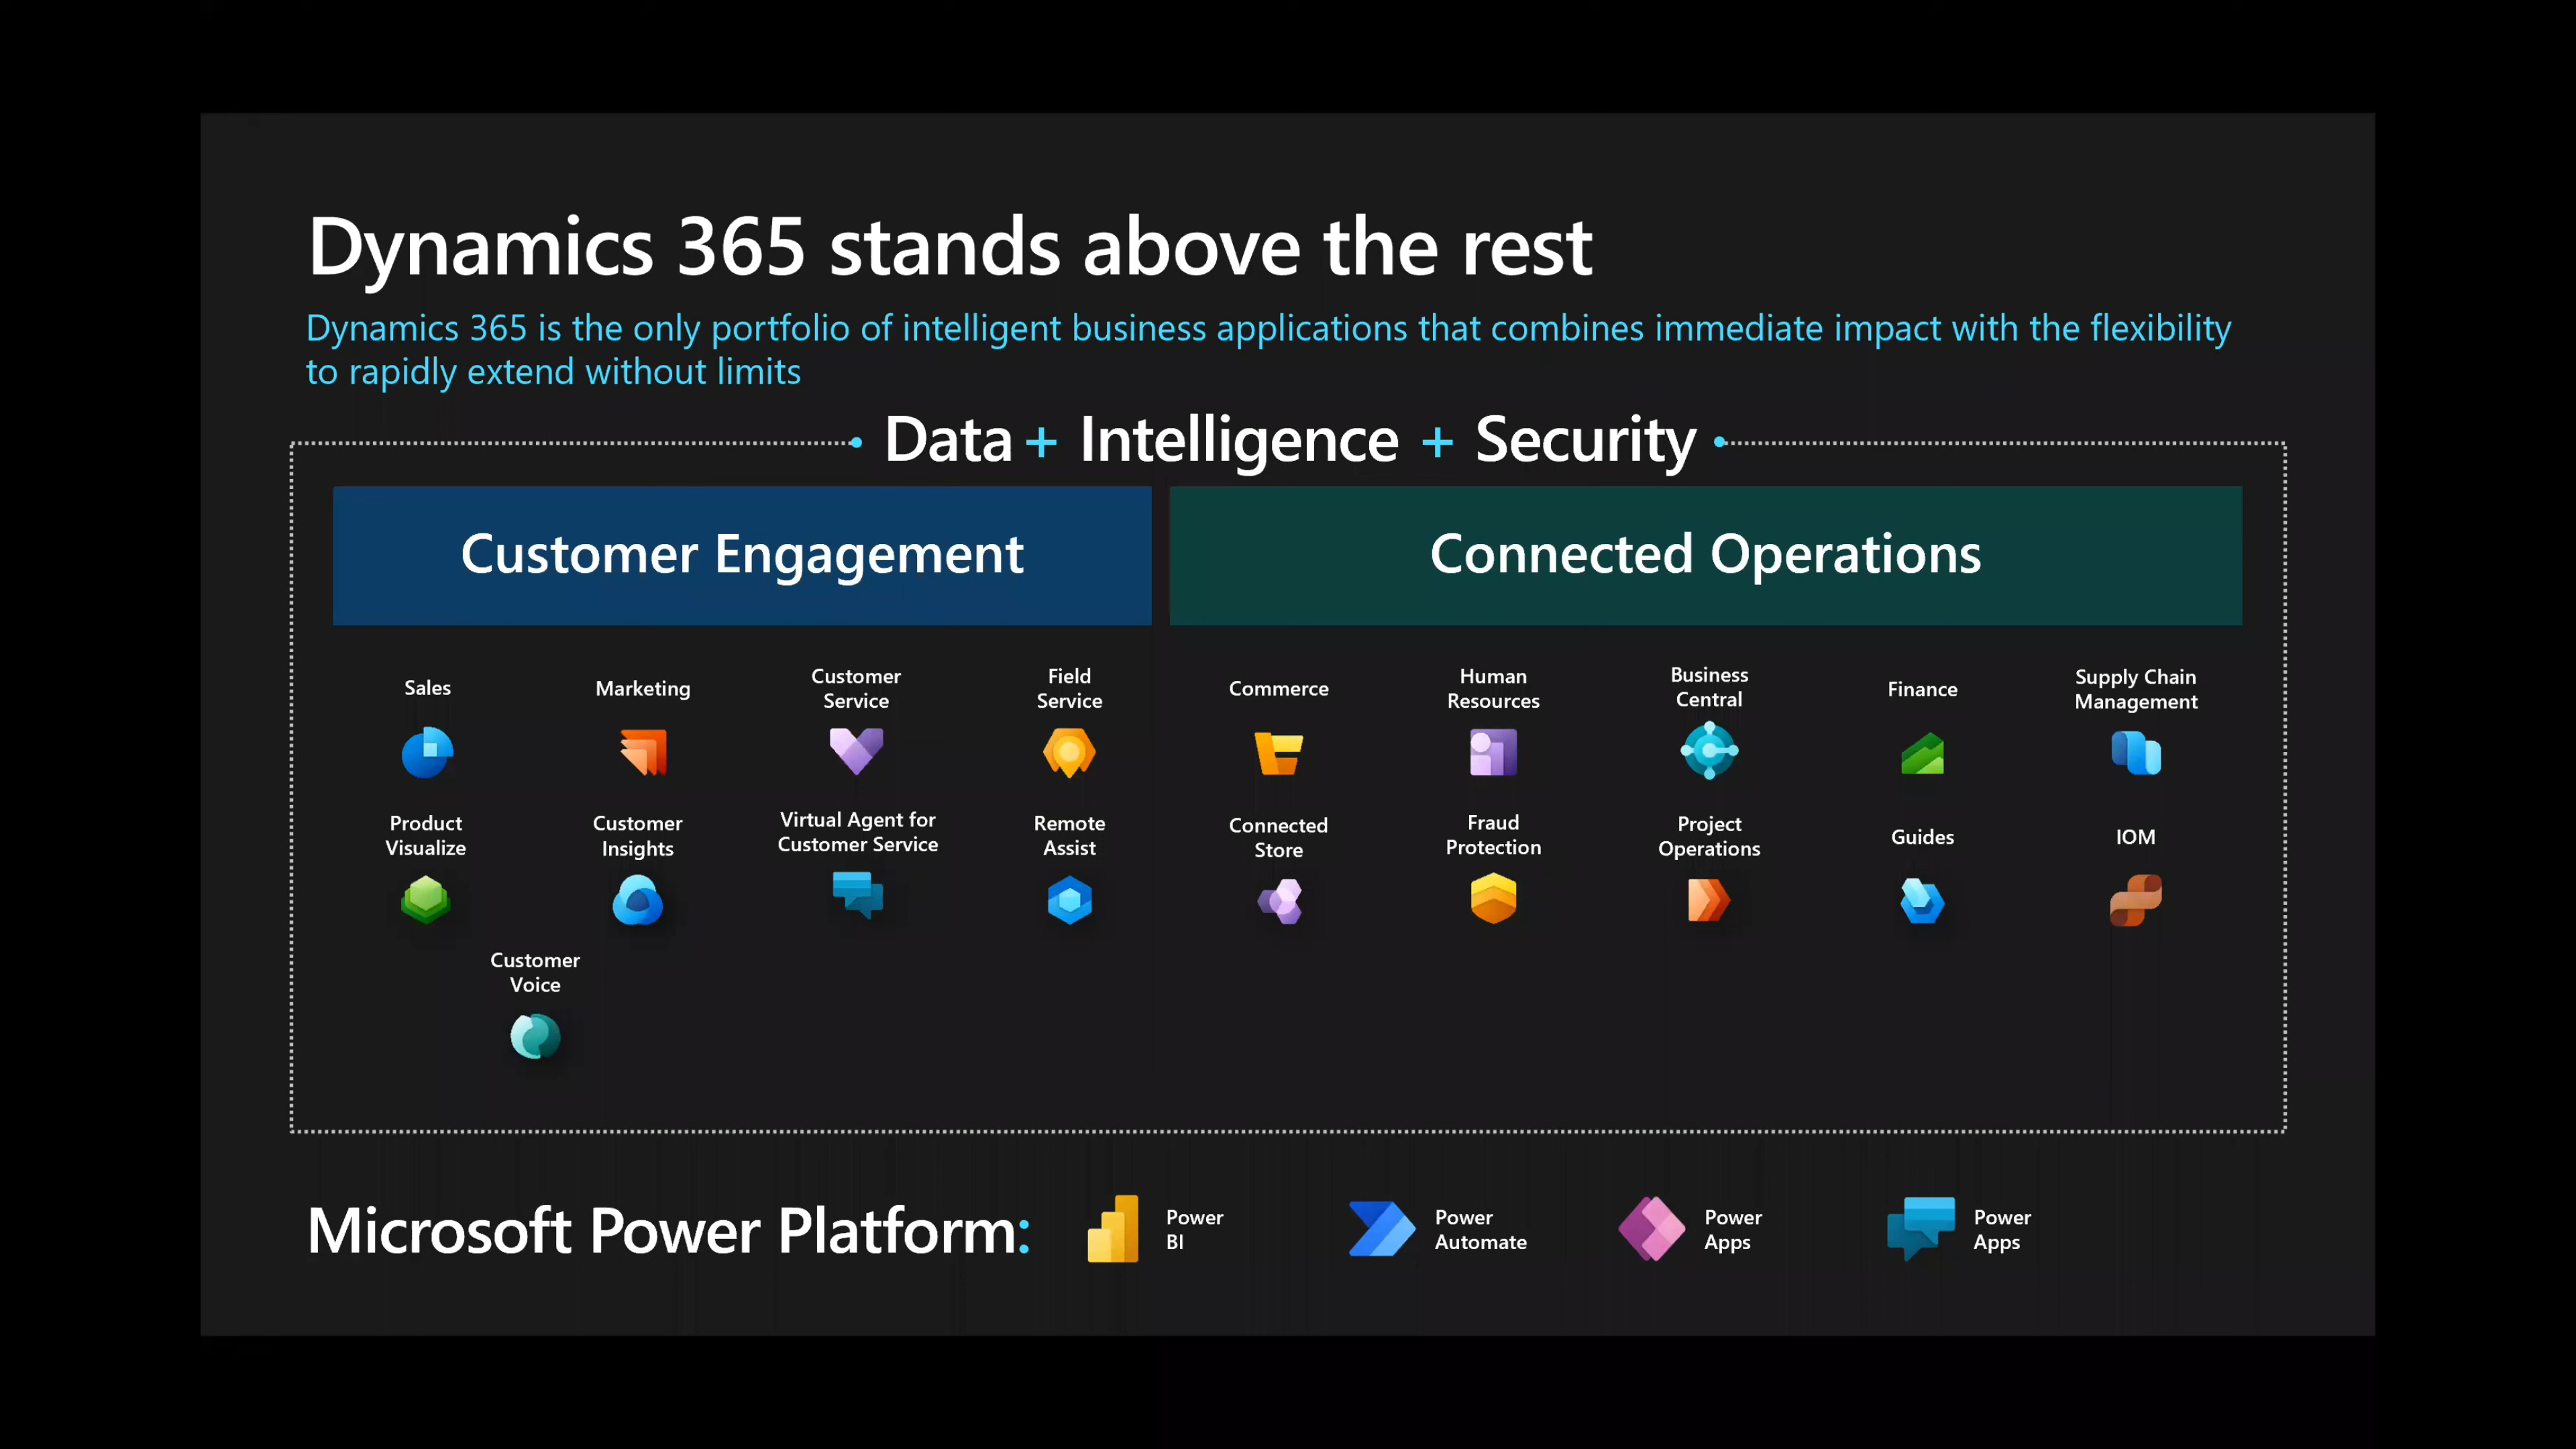 Dynamics 365 stands above the rest
Dynamics 365 is the only portfolio of intelligent business applications that combines immediate impact with the flexibility
to rapidly extend without limits
Data + Intelligence + Security
Customer Engagement
Connected Operations
Sales
Marketing
Customer
Service
Field
Service
Commerce
Human
Resources
Business
Central
Finance
Supply Chain
Management
Product
Visualize
Customer
Insights
Virtual Agent for
Customer Service
Remote
Assist
Connected
Store
Fraud
Protection
Project
Operations
Guides
IOM
Customer
Voice
Microsoft Power Platform:
Power
BI
Power
Automate
Power
Apps
Power
Apps